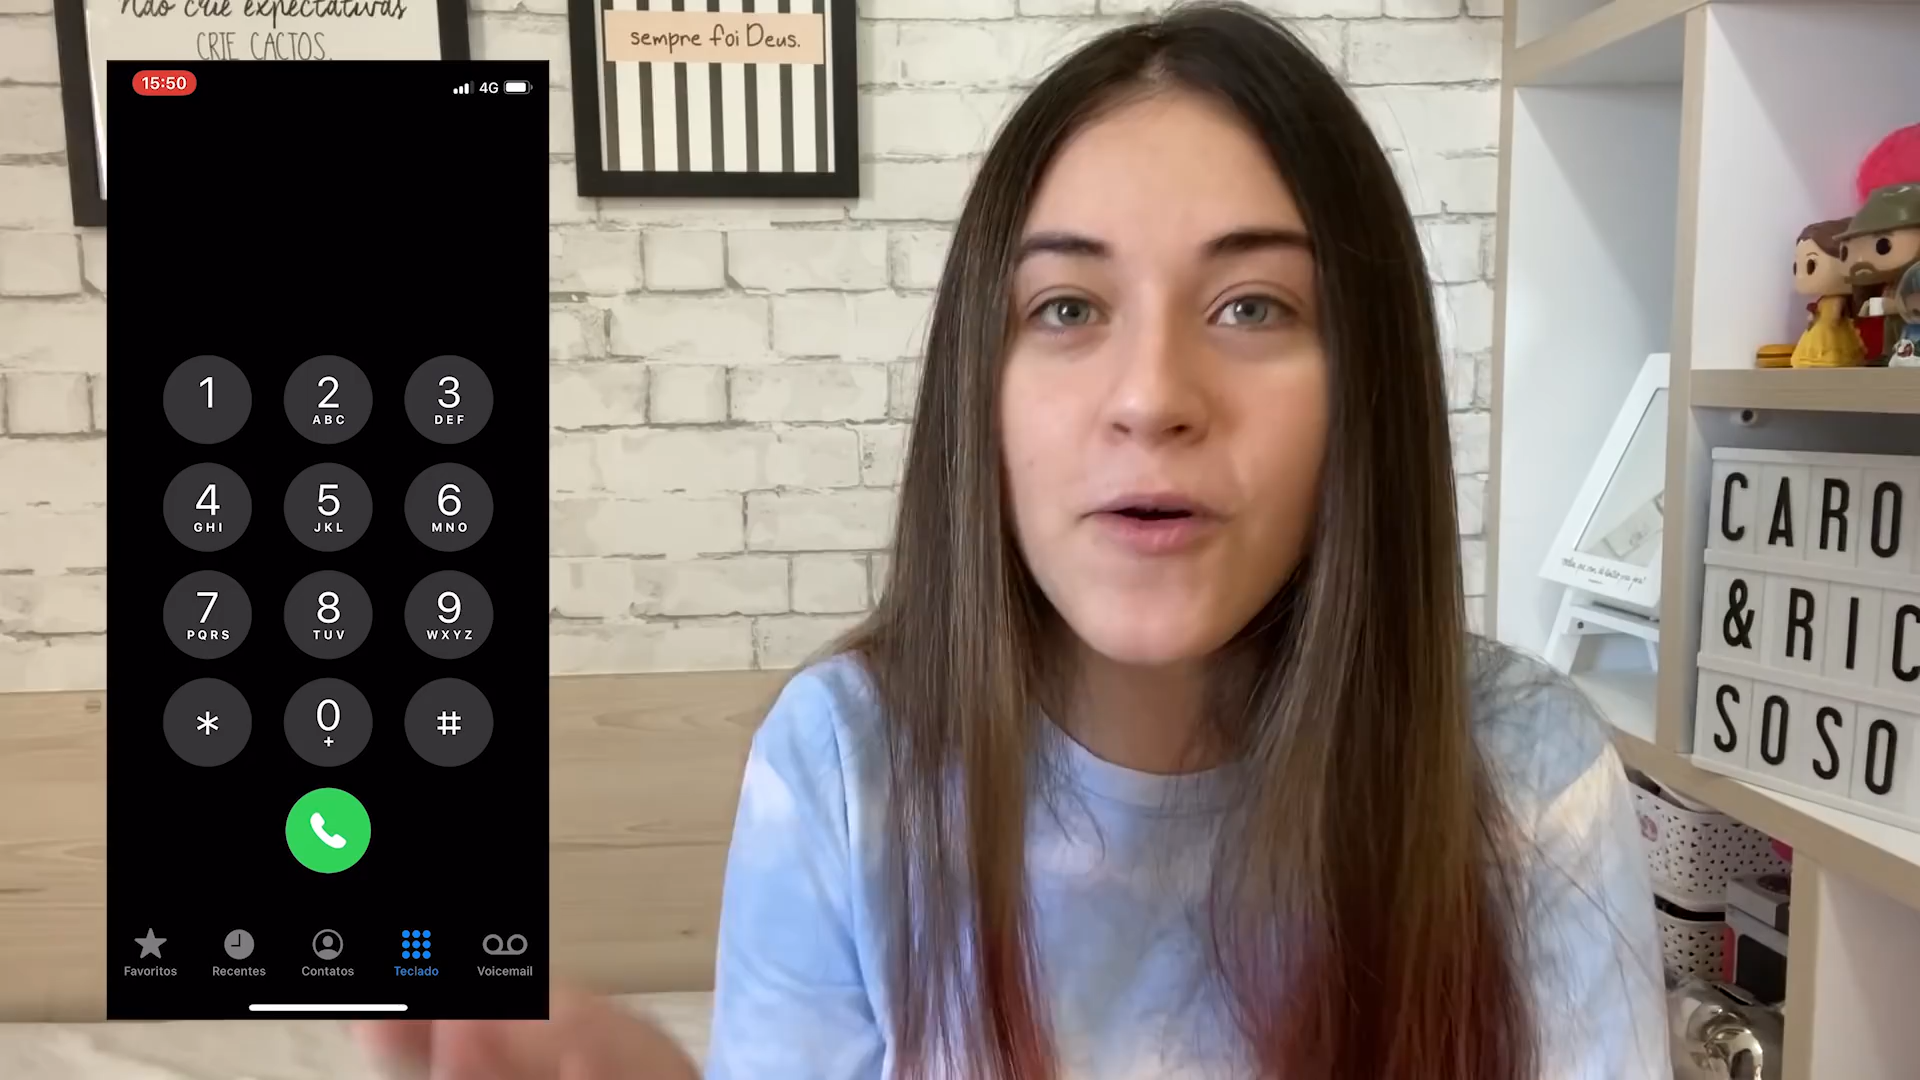 Não crie expectativas
CRIE CACTOS.
sempre foi Deus.
15:50
4G
1
2
ABC
3
DEF
4
GHI
5
JKL
6
MNO
7
PQRS
8
TUV
9
WXYZ
*
0
+
#
Favoritos
Recentes
Contatos
Teclado
Voicemail
CARO
& RIC
SOSO